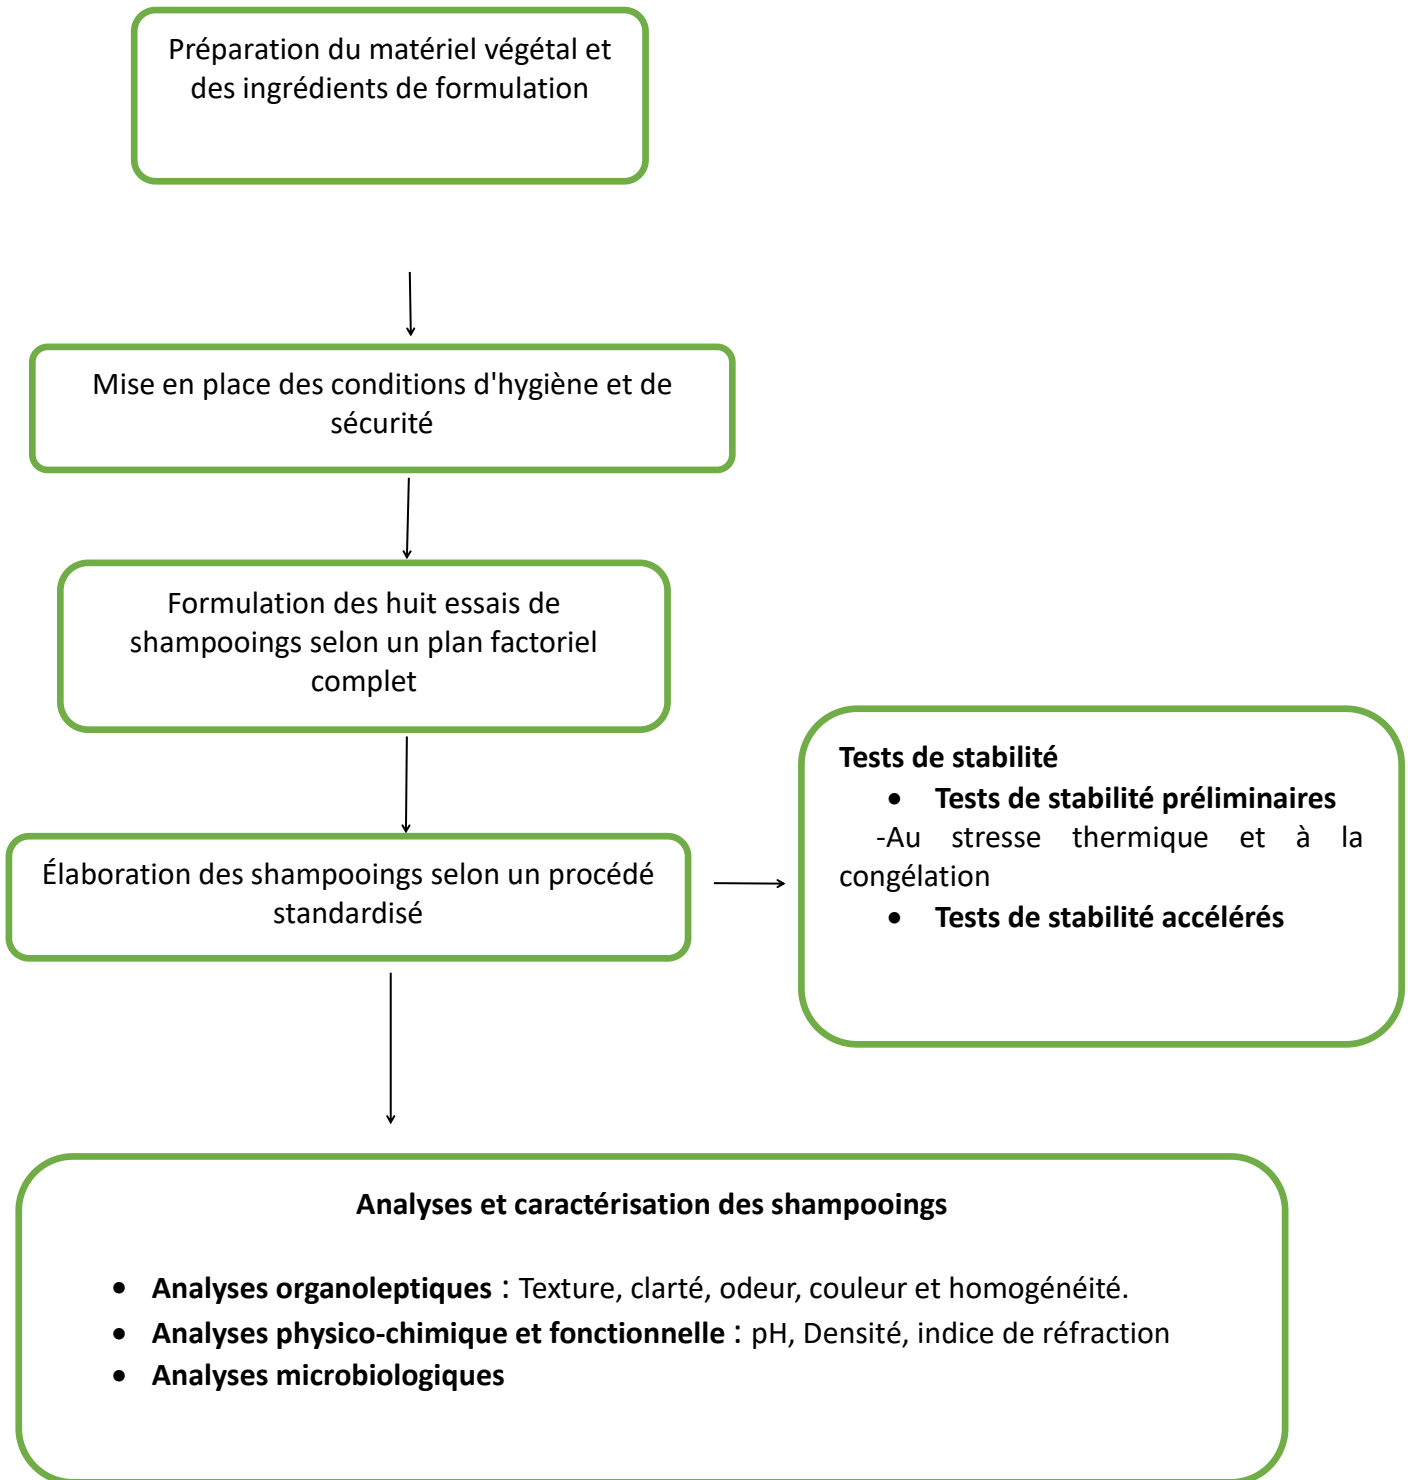 Préparation du matériel végétal et
des ingrédients de formulation
Mise en place des conditions d'hygiène et de
sécurité
Formulation des huit essais de
shampooings selon un plan factoriel
complet
Élaboration des shampooings selon un procédé
standardisé
Tests de stabilité
• Tests de stabilité préliminaires
-Au stresse thermique et à la
congélation
• Tests de stabilité accélérés
Analyses et caractérisation des shampooings
• Analyses organoleptiques : Texture, clarté, odeur, couleur et homogénéité.
• Analyses physico-chimique et fonctionnelle : pH, Densité, indice de réfraction
• Analyses microbiologiques